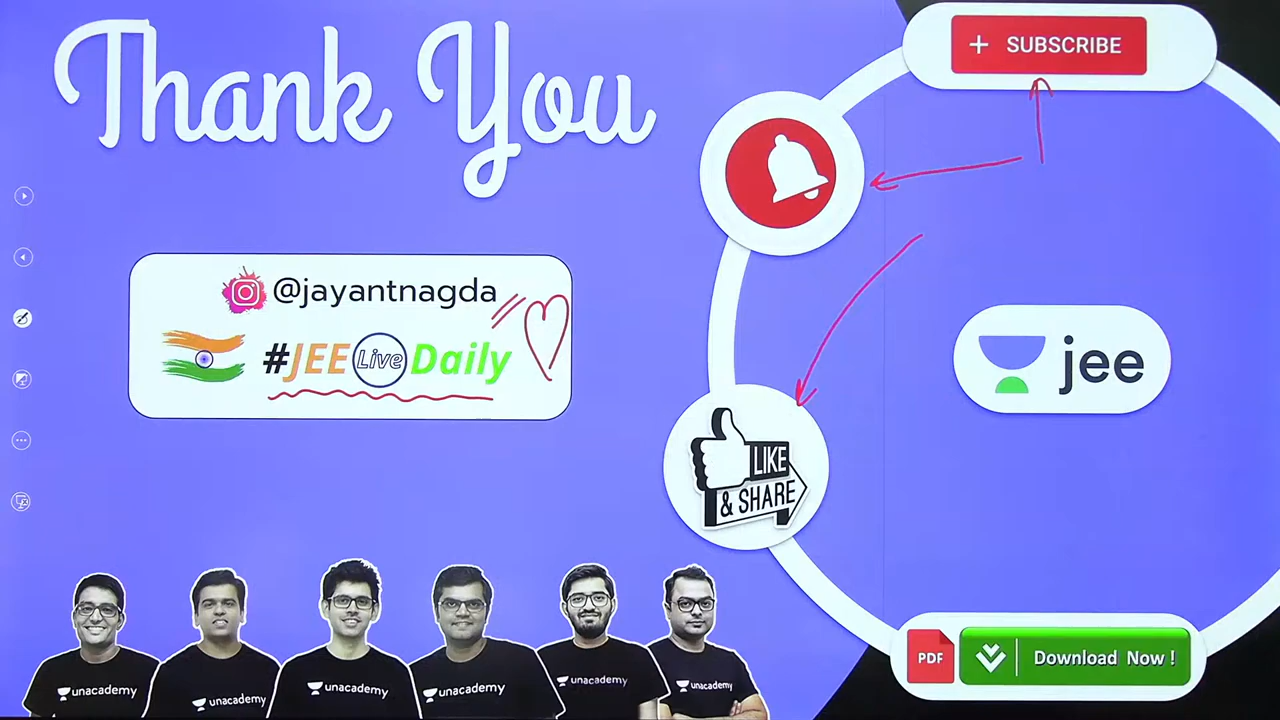 Thank You
+ SUBSCRIBE
@jayantnagda
#JEE Live Daily
jee
LIKE
& SHARE
PDF
Download Now !
unacademy
unacademy
unacademy
unacademy
unacademy
unacademy